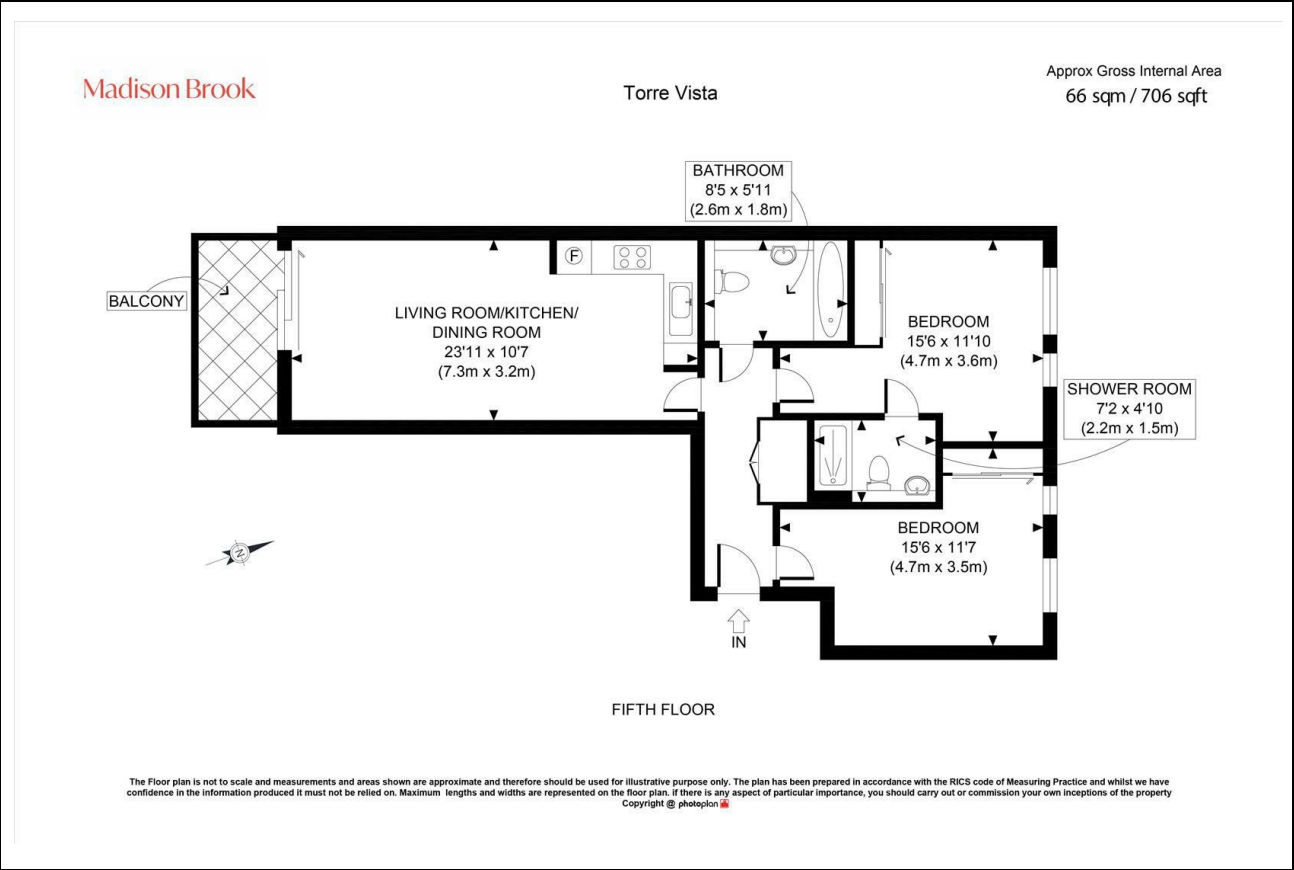 Madison Brook
Torre Vista
Approx Gross Internal Area
66 sqm / 706 sqft
BATHROOM
8'5 x 5'11
(2.6m x 1.8m)
F
BALCONY
LIVING ROOM/KITCHEN/
DINING ROOM
23'11 x 10'7
(7.3m x 3.2m)
BEDROOM
15'6 x 11'10
(4.7m x 3.6m)
SHOWER ROOM
7'2 x 4'10
(2.2m x 1.5m)
BEDROOM
15'6 x 11'7
(4.7m x 3.5m)
N
IN
FIFTH FLOOR
The Floor plan is not to scale and measurements and areas shown are approximate and therefore should be used for illustrative purpose only. The plan has been prepared in accordance with the RICS code of Measuring Practice and whilst we have
confidence in the information produced it must not be relied on. Maximum lengths and widths are represented on the floor plan. if there is any aspect of particular importance, you should carry out or commission your own inceptions of the property
Copyright @ photoplan